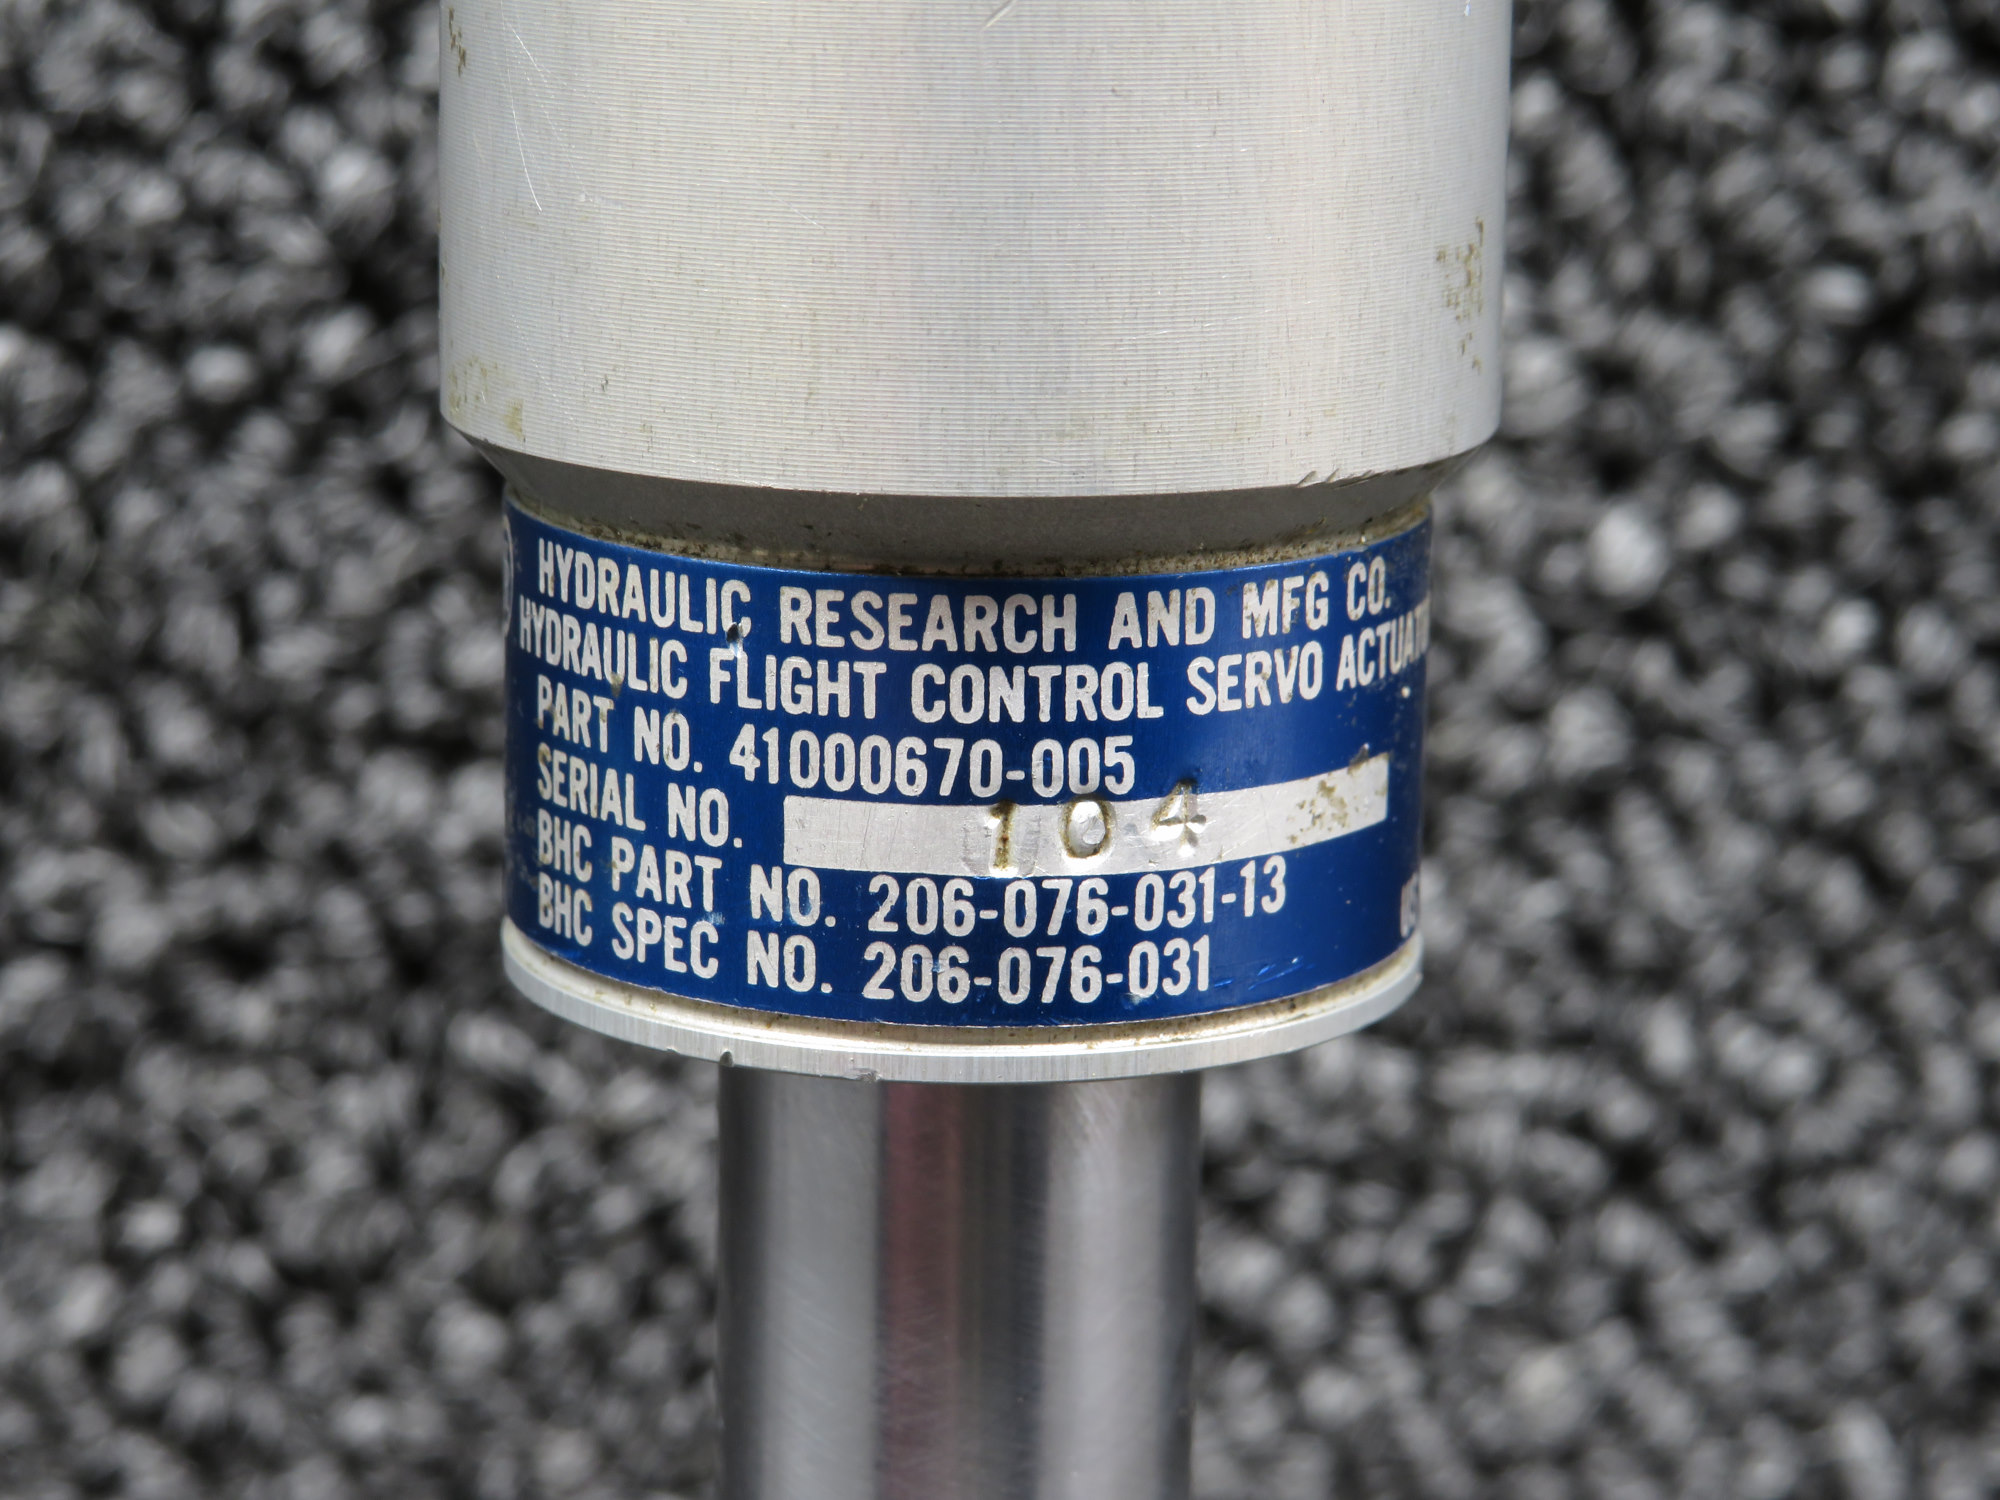 HYDRAULIC RESEARCH AND MFG CO.
HYDRAULIC FLIGHT CONTROL SERVO
PART NO. 41000670-005
SERIAL NO. 104
BHC PART NO. 206-076-031-13
BHC SPEC NO. 206-076-031